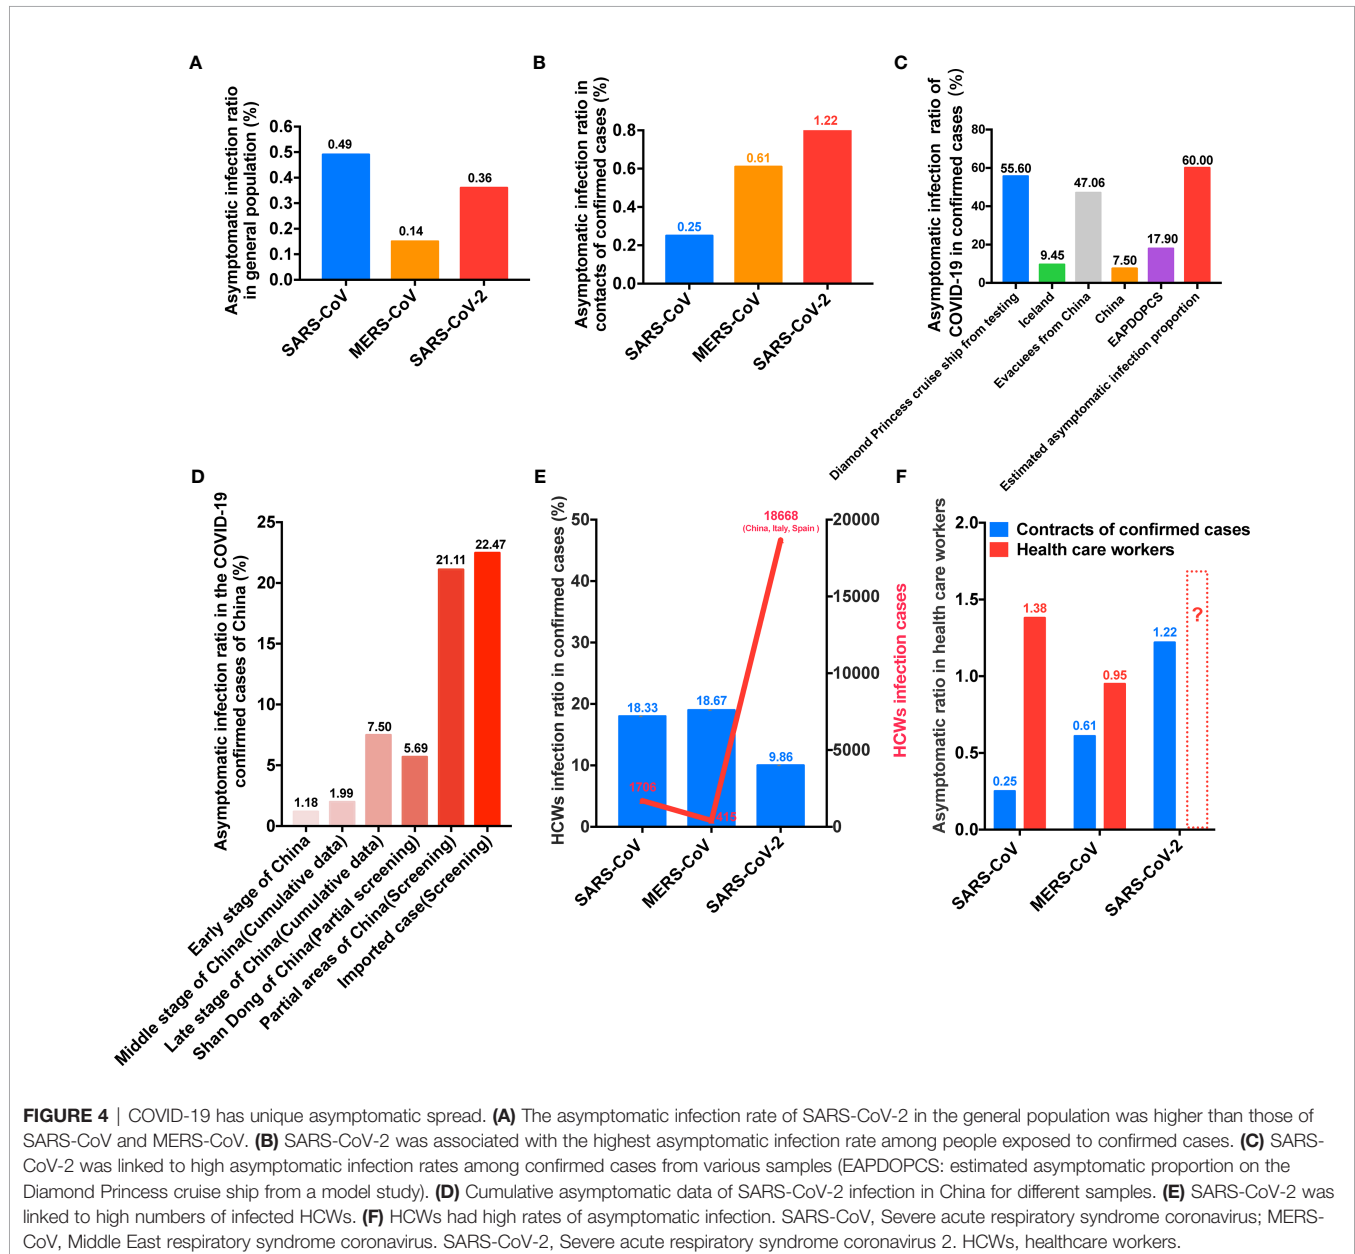 A
Asymptomatic infection ratio
in general population (%)
0.6
0.5
0.4
0.3
0.2
0.1
0.0
0.49
0.14
0.36
SARS-CoV
MERS-CoV
SARS-CoV-2
B
Asymptomatic infection ratio in
contacts of confirmed cases (%)
0.8
0.6
0.4
0.2
0.0
0.25
0.61
1.22
SARS-CoV
MERS-CoV
SARS-CoV-2
C
Asymptomatic infection ratio of
COVID-19 in confirmed cases (%)
80
60
40
20
0
55.60
9.45
47.06
7.50
17.90
60.00
Diamond Princess cruise ship from testing
Iceland
Evacuees from China
China
EAPDOPCS
Estimated asymptomatic infection proportion
D
Asymptomatic infection ratio in the COVID-19
confirmed cases of China (%)
25
20
15
10
5
0
1.18
1.99
7.50
5.69
21.11
22.47
Early stage of China
Middle stage of China(Cumulative data)
Late stage of China(Cumulative data)
Shan Dong of China(Partial screening)
Partial areas of China(Screening)
Imported case(Screening)
E
HCWs infection ratio in confirmed cases (%)
50
40
30
20
10
0
18.33
18.67
9.86
1706
415
18668
(China, Italy, Spain )
20000
15000
10000
5000
0
HCWs infection cases
SARS-CoV
MERS-CoV
SARS-CoV-2
F
Asymptomatic ratio in health care workers
2.0
1.5
1.0
0.5
0.0
Contracts of confirmed cases
Health care workers
0.25
1.38
0.61
0.95
1.22
?
SARS-CoV
MERS-CoV
SARS-CoV-2
FIGURE 4 | COVID-19 has unique asymptomatic spread. (A) The asymptomatic infection rate of SARS-CoV-2 in the general population was higher than those of
SARS-CoV and MERS-CoV. (B) SARS-CoV-2 was associated with the highest asymptomatic infection rate among people exposed to confirmed cases. (C) SARS-
CoV-2 was linked to high asymptomatic infection rates among confirmed cases from various samples (EAPDOPCS: estimated asymptomatic proportion on the
Diamond Princess cruise ship from a model study). (D) Cumulative asymptomatic data of SARS-CoV-2 infection in China for different samples. (E) SARS-CoV-2 was
linked to high numbers of infected HCWs. (F) HCWs had high rates of asymptomatic infection. SARS-CoV, Severe acute respiratory syndrome coronavirus; MERS-
CoV, Middle East respiratory syndrome coronavirus. SARS-CoV-2, Severe acute respiratory syndrome coronavirus 2. HCWs, healthcare workers.